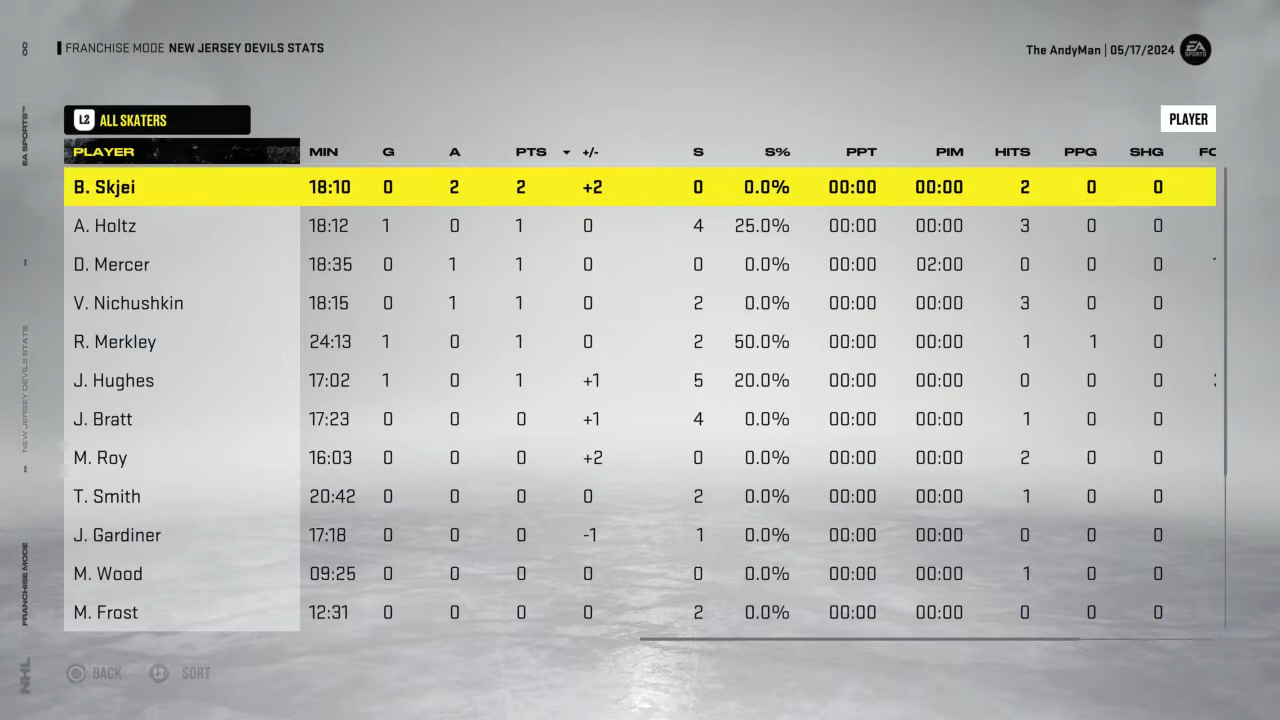 FRANCHISE MODE NEW JERSEY DEVILS STATS
The AndyMan | 05/17/2024 EA SPORTS
L2 ALL SKATERS
PLAYER
PLAYER MIN G A PTS +/- S S% PPT PIM HITS PPG SHG FO
B. Skjei 18:10 0 2 2 +2 0 0.0% 00:00 00:00 2 0 0
A. Holtz 18:12 1 0 1 0 4 25.0% 00:00 00:00 3 0 0
D. Mercer 18:35 0 1 1 0 0 0.0% 00:00 02:00 0 0 0
V. Nichushkin 18:15 0 1 1 0 2 0.0% 00:00 00:00 3 0 0
R. Merkley 24:13 1 0 1 0 2 50.0% 00:00 00:00 1 1 0
J. Hughes 17:02 1 0 1 +1 5 20.0% 00:00 00:00 0 0 0
J. Bratt 17:23 0 0 0 +1 4 0.0% 00:00 00:00 1 0 0
M. Roy 16:03 0 0 0 +2 0 0.0% 00:00 00:00 2 0 0
T. Smith 20:42 0 0 0 0 2 0.0% 00:00 00:00 1 0 0
J. Gardiner 17:18 0 0 0 -1 1 0.0% 00:00 00:00 0 0 0
M. Wood 09:25 0 0 0 0 0 0.0% 00:00 00:00 1 0 0
M. Frost 12:31 0 0 0 0 2 0.0% 00:00 00:00 0 0 0
BACK L3 SORT
NHL FRANCHISE MODE » NEW JERSEY DEVILS STATS » EA SPORTS™